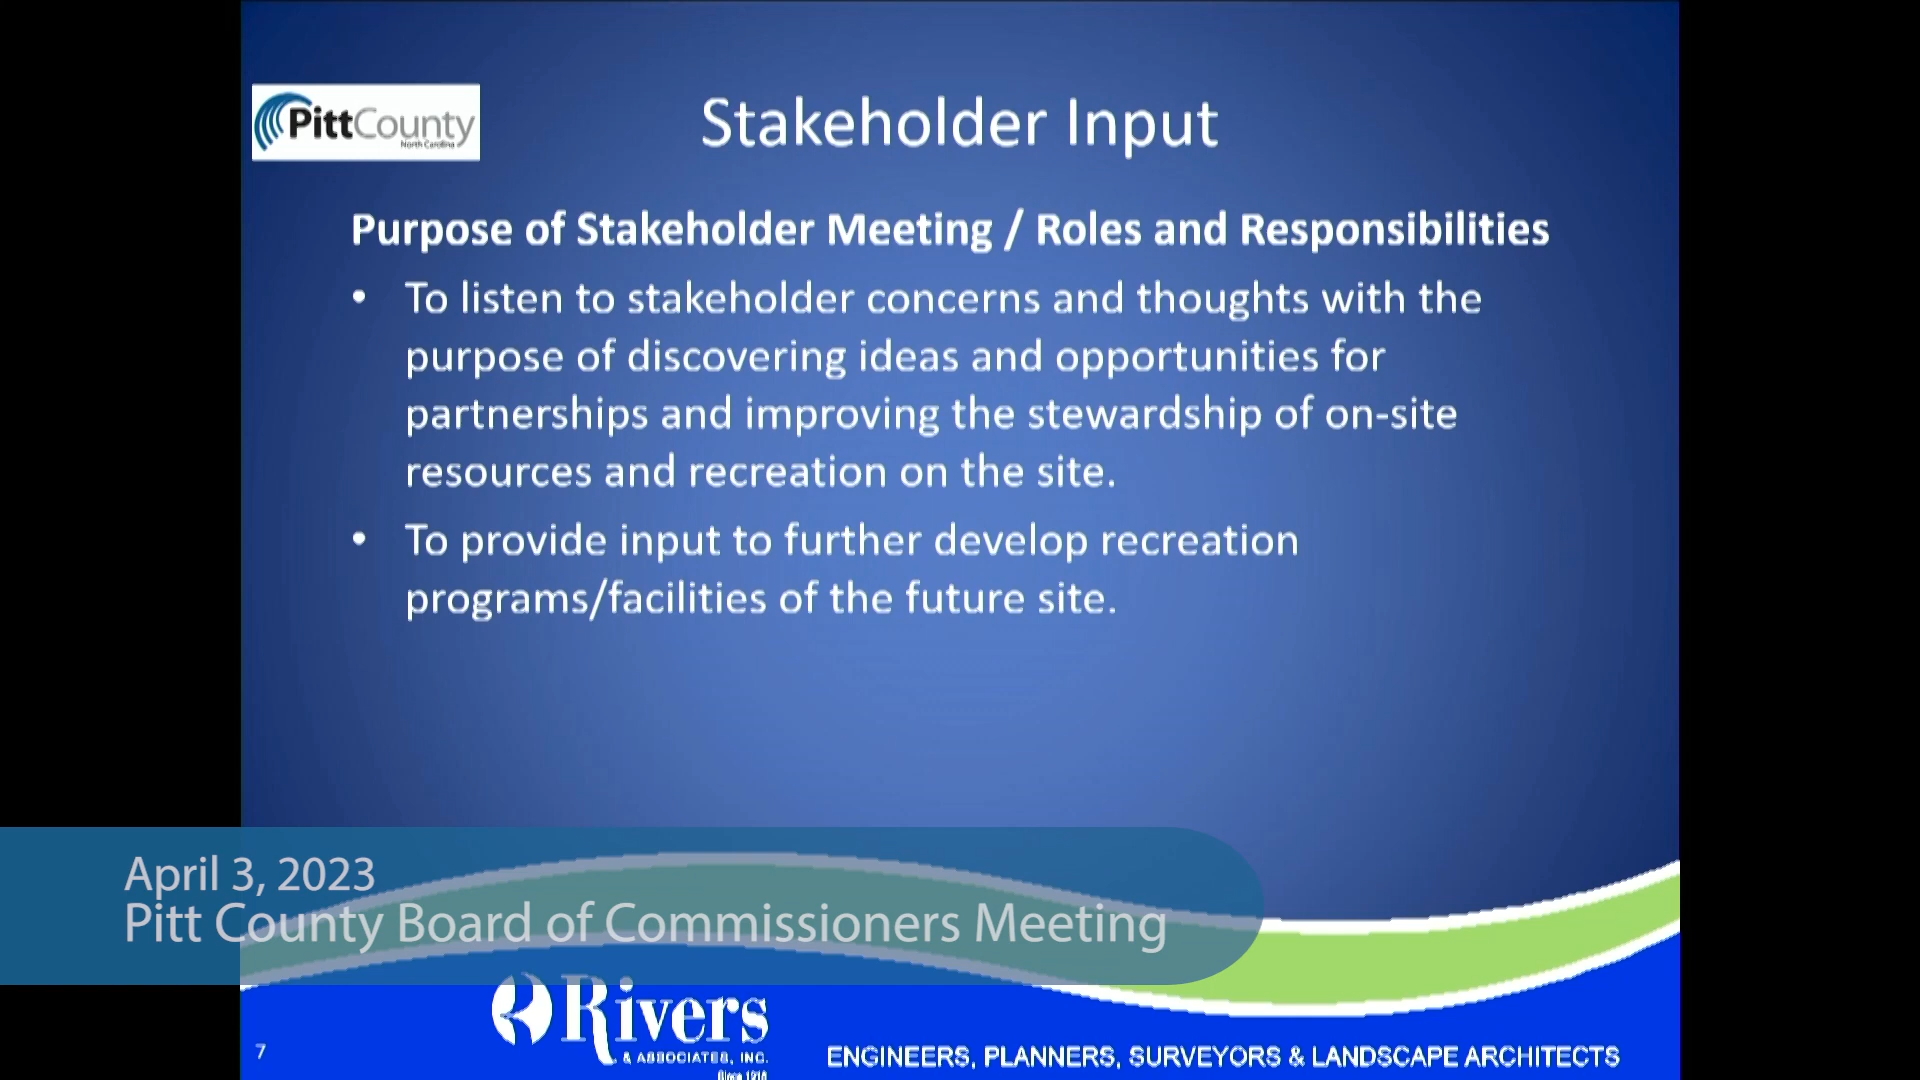 PittCounty
North Carolina
Stakeholder Input
Purpose of Stakeholder Meeting / Roles and Responsibilities
• To listen to stakeholder concerns and thoughts with the
purpose of discovering ideas and opportunities for
partnerships and improving the stewardship of on-site
resources and recreation on the site.
• To provide input to further develop recreation
programs/facilities of the future site.
April 3, 2023
Pitt County Board of Commissioners Meeting
Rivers
& ASSOCIATES, INC.
Since 1918
7
ENGINEERS, PLANNERS, SURVEYORS & LANDSCAPE ARCHITECTS